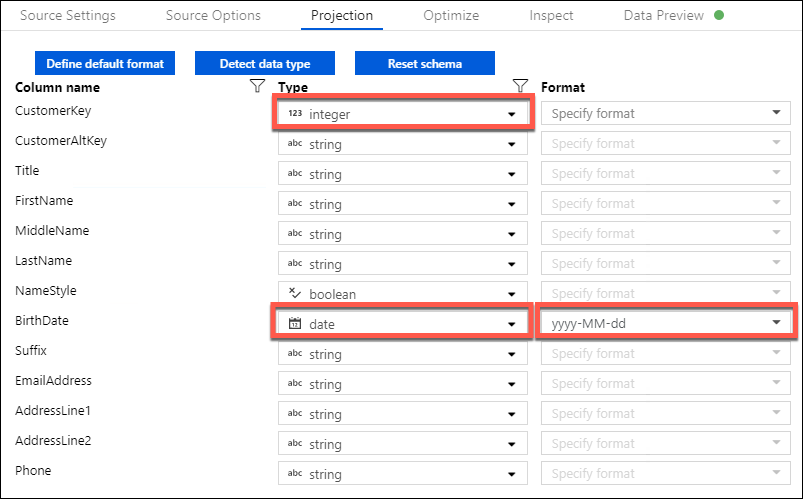 Source Settings Source Options Projection Optimize Inspect Data Preview
Define default format Detect data type Reset schema
Column name Type Format
CustomerKey 123 integer Specify format
CustomerAltKey abc string Specify format
Title abc string Specify format
FirstName abc string Specify format
MiddleName abc string Specify format
LastName abc string Specify format
NameStyle boolean Specify format
BirthDate date yyyy-MM-dd
Suffix abc string Specify format
EmailAddress abc string Specify format
AddressLine1 abc string Specify format
AddressLine2 abc string Specify format
Phone abc string Specify format